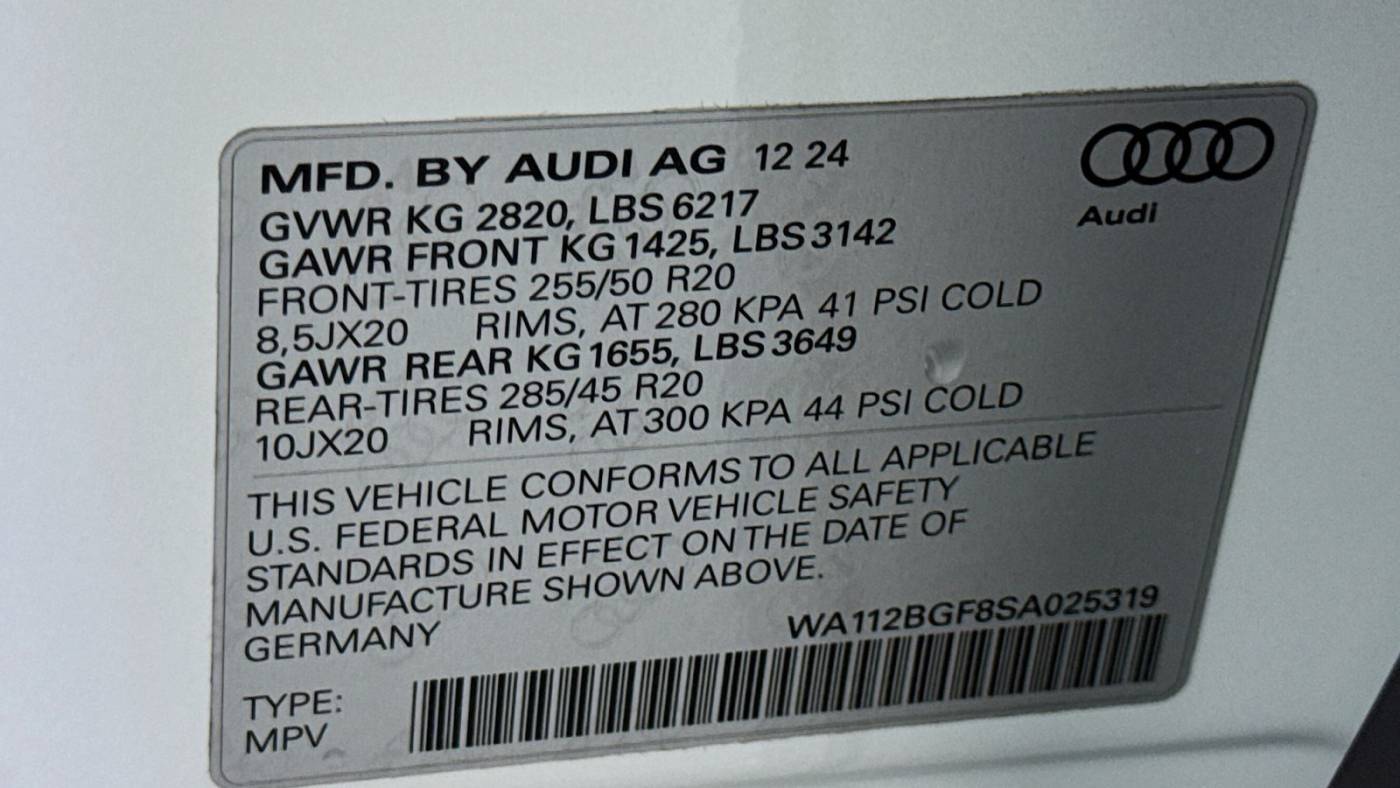 MFD. BY AUDI AG 12 24
Audi
GVWR KG 2820, LBS 6217
GAWR FRONT KG 1425, LBS 3142
FRONT-TIRES 255/50 R20
8,5JX20 RIMS, AT 280 KPA 41 PSI COLD
GAWR REAR KG 1655, LBS 3649
REAR-TIRES 285/45 R20
10JX20 RIMS, AT 300 KPA 44 PSI COLD
THIS VEHICLE CONFORMS TO ALL APPLICABLE
U.S. FEDERAL MOTOR VEHICLE SAFETY
STANDARDS IN EFFECT ON THE DATE OF
MANUFACTURE SHOWN ABOVE.
GERMANY
WA112BGF8SA025319
TYPE:
MPV